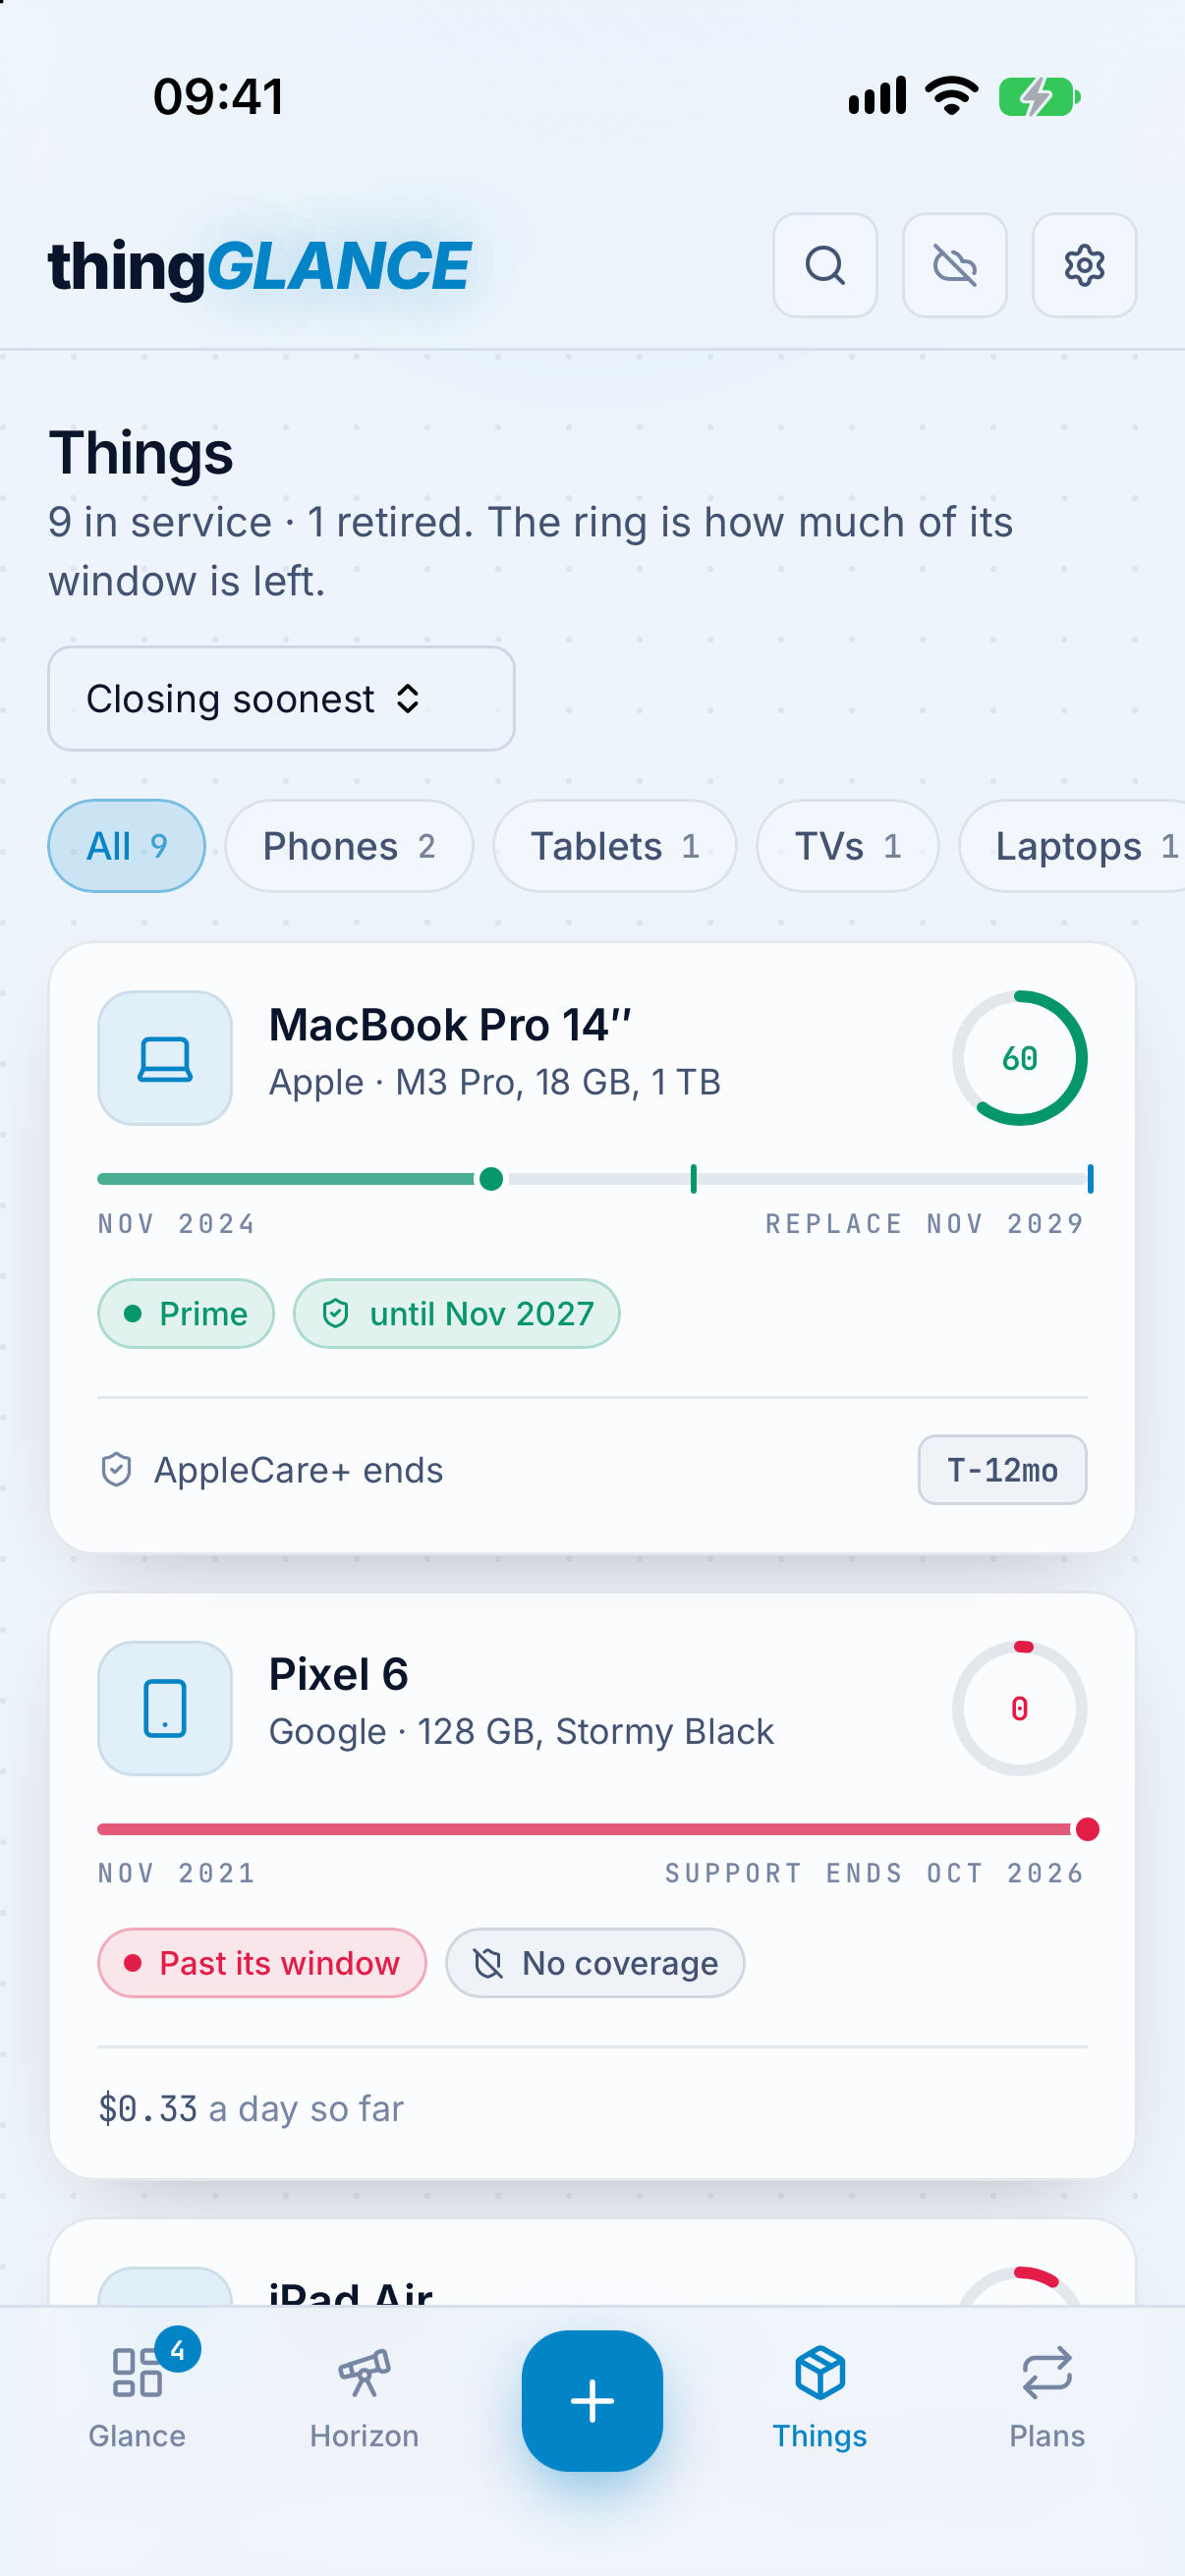 09:41
thingGLANCE
Things
9 in service · 1 retired. The ring is how much of its
window is left.
Closing soonest
All 9 Phones 2 Tablets 1 TVs 1 Laptops 1
MacBook Pro 14″
Apple · M3 Pro, 18 GB, 1 TB
60
NOV 2024 REPLACE NOV 2029
Prime until Nov 2027
AppleCare+ ends T-12mo
Pixel 6
Google · 128 GB, Stormy Black
0
NOV 2021 SUPPORT ENDS OCT 2026
Past its window No coverage
$0.33 a day so far
iPad Air
4
Glance Horizon Things Plans